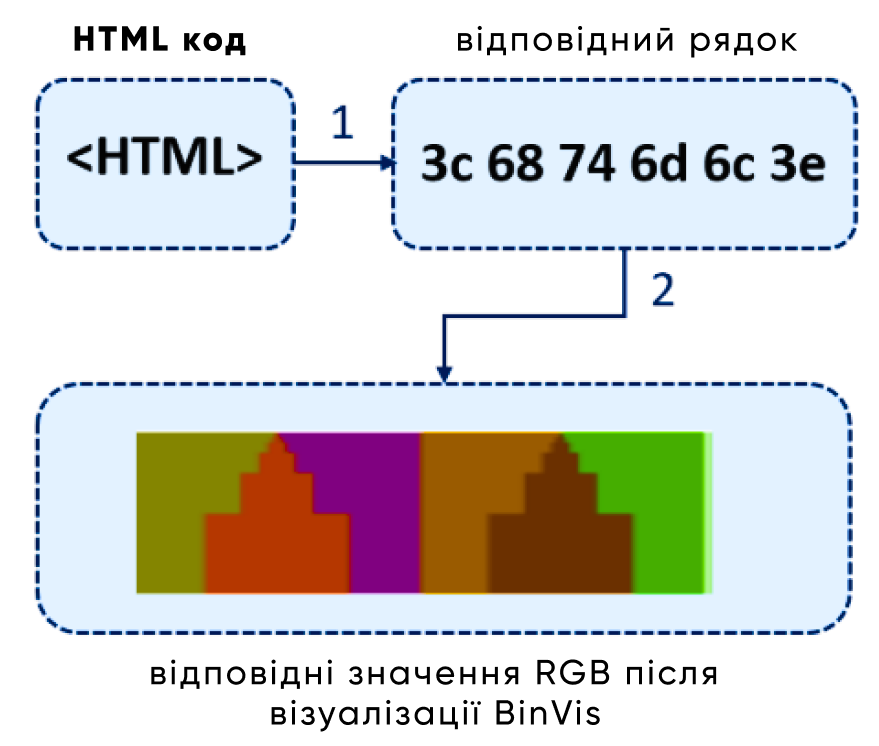 HTML код
відповідний рядок
<HTML>
1
3c 68 74 6d 6c 3e
2
відповідні значення RGB після
візуалізації BinVis